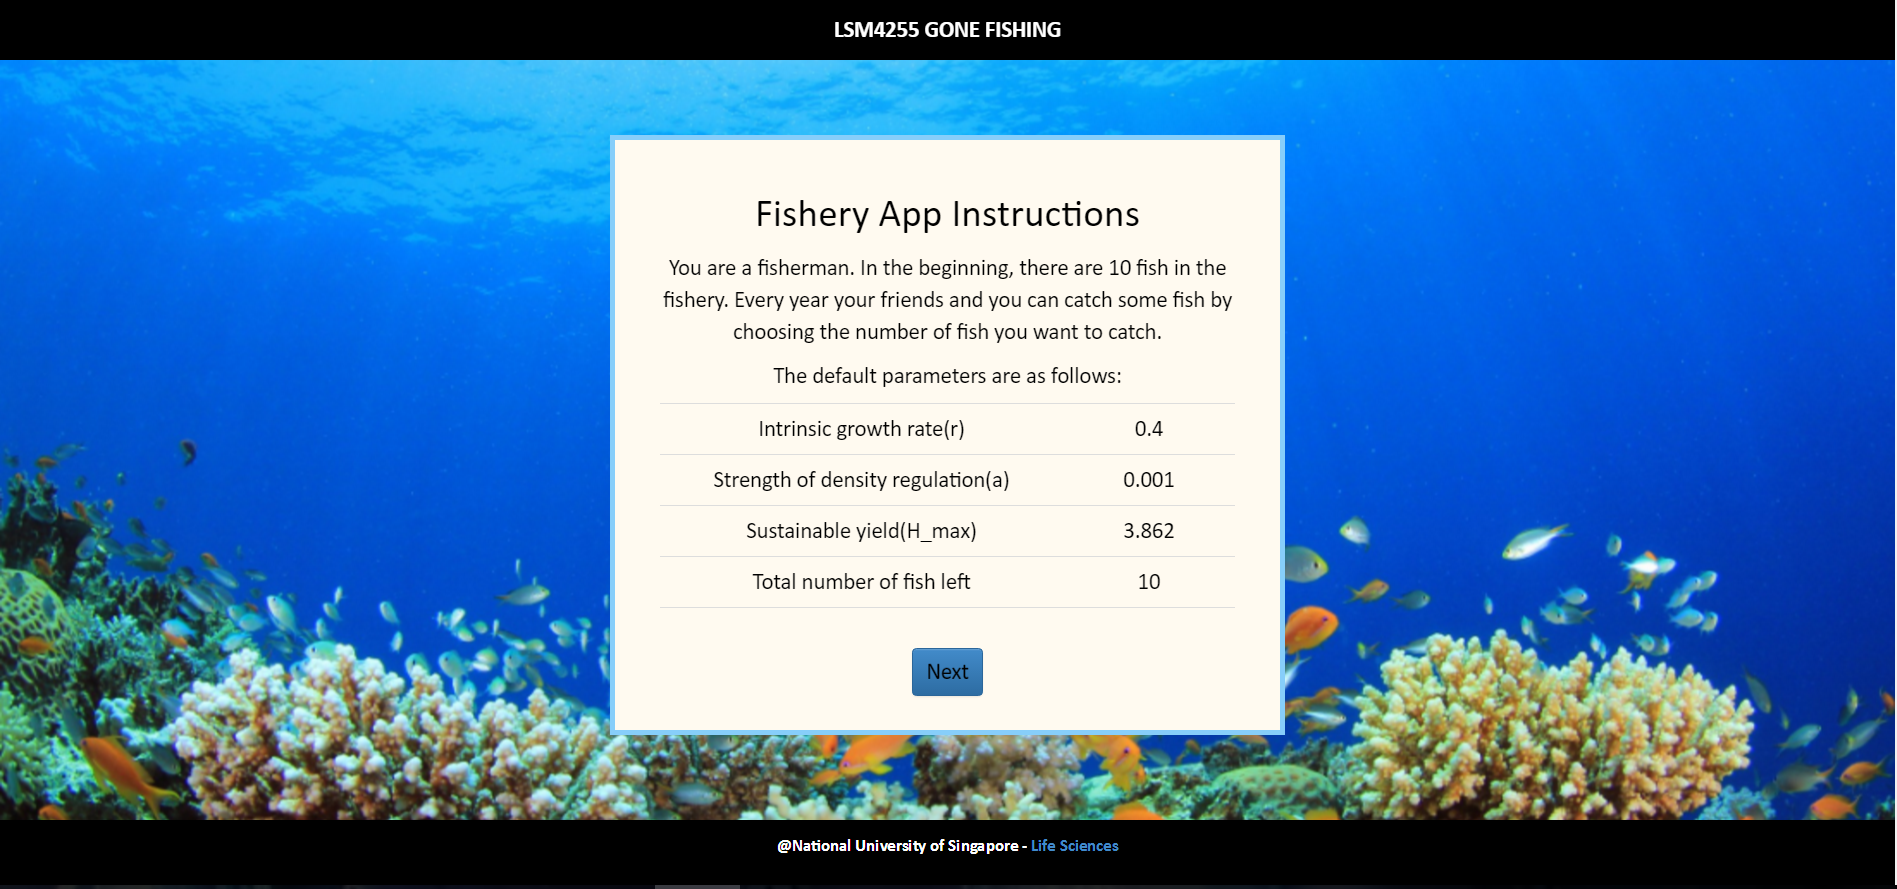 LSM4255 GONE FISHING
Fishery App Instructions
You are a fisherman. In the beginning, there are 10 fish in the
fishery. Every year your friends and you can catch some fish by
choosing the number of fish you want to catch.
The default parameters are as follows:
Intrinsic growth rate(r) 0.4
Strength of density regulation(a) 0.001
Sustainable yield(H_max) 3.862
Total number of fish left 10
Next
@National University of Singapore - Life Sciences